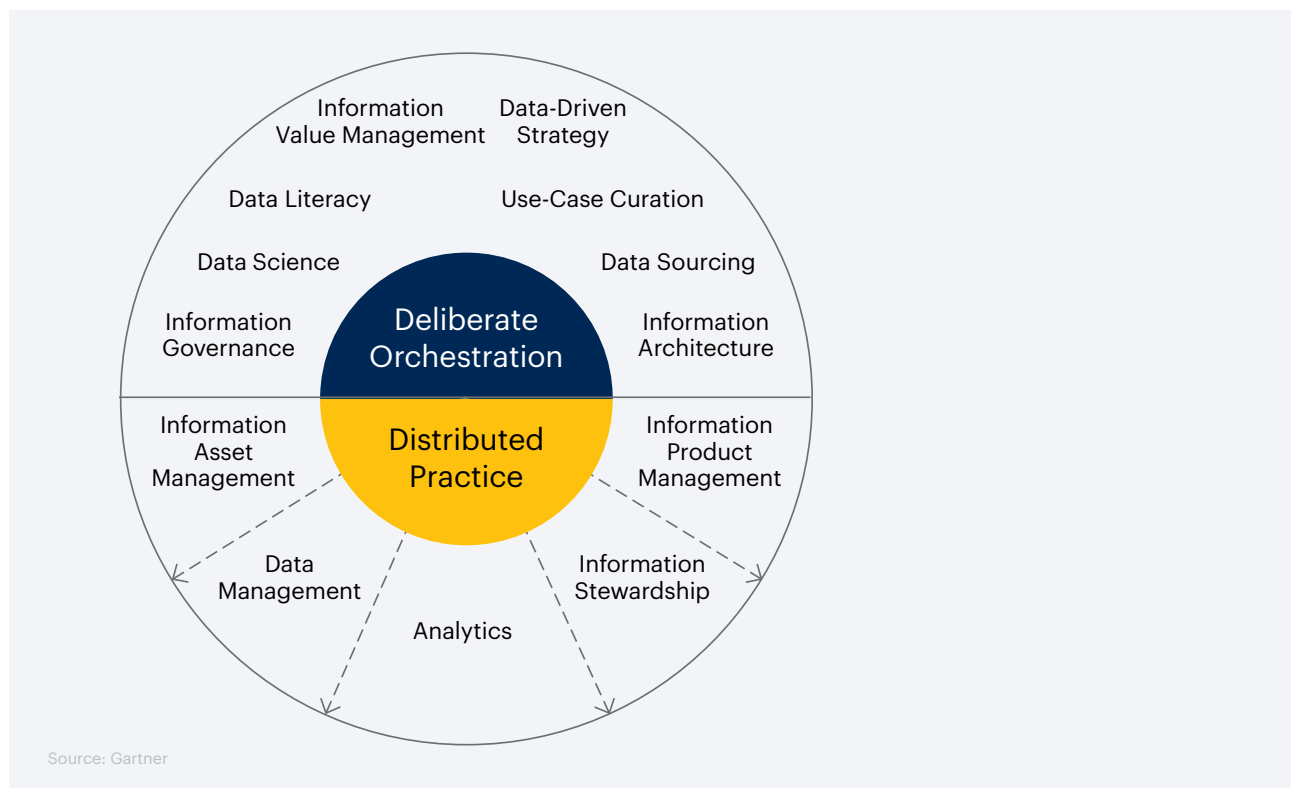 Information
Value Management
Data-Driven
Strategy
Data Literacy
Use-Case Curation
Data Science
Data Sourcing
Information
Governance
Deliberate
Orchestration
Information
Architecture
Information
Asset
Management
Distributed
Practice
Information
Product
Management
Data
Management
Information
Stewardship
Analytics
Source: Gartner